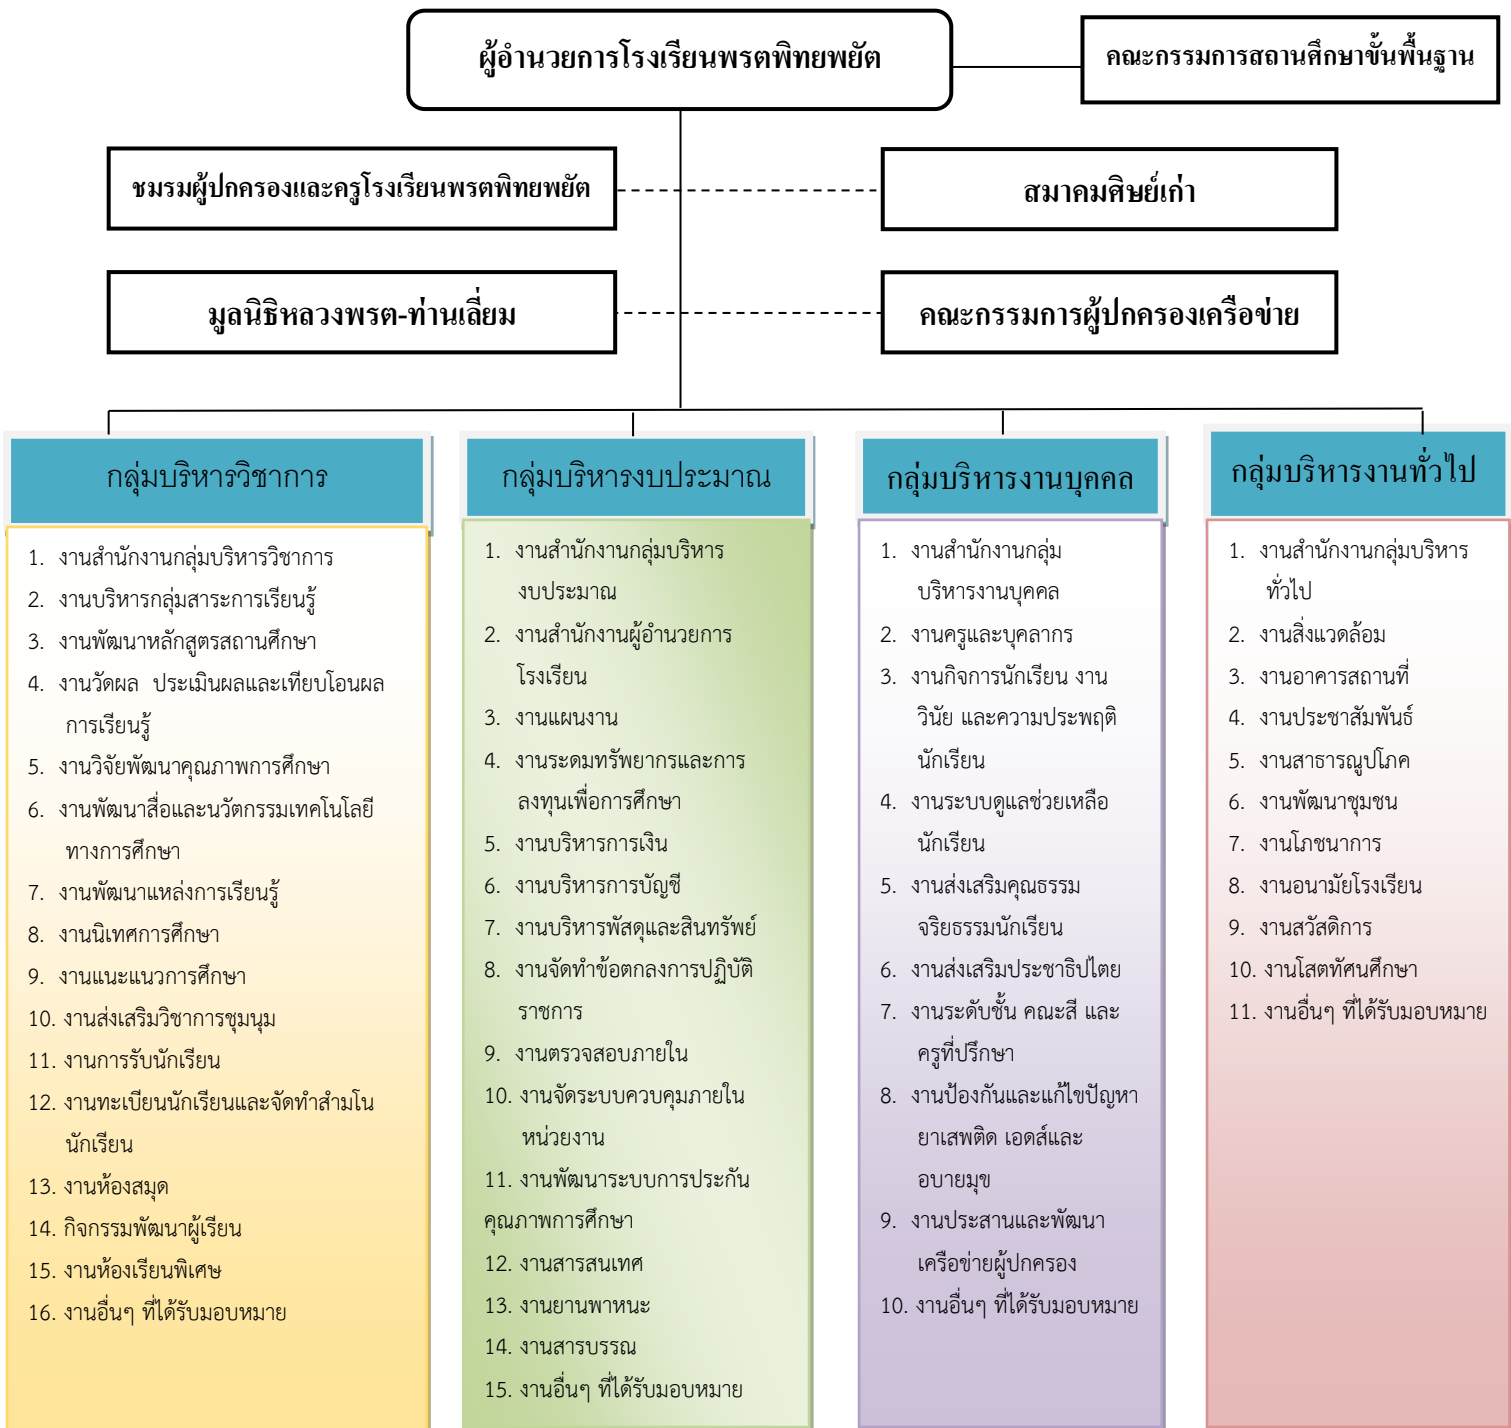 ผู้อำนวยการโรงเรียนพรตพิทยพยัต
คณะกรรมการสถานศึกษาขั้นพื้นฐาน
ชมรมผู้ปกครองและครูโรงเรียนพรตพิทยพยัต
สมาคมศิษย์เก่า
มูลนิธิหลวงพรต-ท่านเลี่ยม
คณะกรรมการผู้ปกครองเครือข่าย
กลุ่มบริหารวิชาการ
1. งานสำนักงานกลุ่มบริหารวิชาการ
2. งานบริหารกลุ่มสาระการเรียนรู้
3. งานพัฒนาหลักสูตรสถานศึกษา
4. งานวัดผล ประเมินผลและเทียบโอนผล
การเรียนรู้
5. งานวิจัยพัฒนาคุณภาพการศึกษา
6. งานพัฒนาสื่อและนวัตกรรมเทคโนโลยี
ทางการศึกษา
7. งานพัฒนาแหล่งการเรียนรู้
8. งานนิเทศการศึกษา
9. งานแนะแนวการศึกษา
10. งานส่งเสริมวิชาการชุมนุม
11. งานการรับนักเรียน
12. งานทะเบียนนักเรียนและจัดทำสำมโน
นักเรียน
13. งานห้องสมุด
14. กิจกรรมพัฒนาผู้เรียน
15. งานห้องเรียนพิเศษ
16. งานอื่นๆ ที่ได้รับมอบหมาย
กลุ่มบริหารงบประมาณ
1. งานสำนักงานกลุ่มบริหาร
งบประมาณ
2. งานสำนักงานผู้อำนวยการ
โรงเรียน
3. งานแผนงาน
4. งานระดมทรัพยากรและการ
ลงทุนเพื่อการศึกษา
5. งานบริหารการเงิน
6. งานบริหารการบัญชี
7. งานบริหารพัสดุและสินทรัพย์
8. งานจัดทำข้อตกลงการปฏิบัติ
ราชการ
9. งานตรวจสอบภายใน
10. งานจัดระบบควบคุมภายใน
หน่วยงาน
11. งานพัฒนาระบบการประกัน
คุณภาพการศึกษา
12. งานสารสนเทศ
13. งานยานพาหนะ
14. งานสารบรรณ
15. งานอื่นๆ ที่ได้รับมอบหมาย
กลุ่มบริหารงานบุคคล
1. งานสำนักงานกลุ่ม
บริหารงานบุคคล
2. งานครูและบุคลากร
3. งานกิจการนักเรียน งาน
วินัย และความประพฤติ
นักเรียน
4. งานระบบดูแลช่วยเหลือ
นักเรียน
5. งานส่งเสริมคุณธรรม
จริยธรรมนักเรียน
6. งานส่งเสริมประชาธิปไตย
7. งานระดับชั้น คณะสี และ
ครูที่ปรึกษา
8. งานป้องกันและแก้ไขปัญหา
ยาเสพติด เอดส์และ
อบายมุข
9. งานประสานและพัฒนา
เครือข่ายผู้ปกครอง
10. งานอื่นๆ ที่ได้รับมอบหมาย
กลุ่มบริหารงานทั่วไป
1. งานสำนักงานกลุ่มบริหาร
ทั่วไป
2. งานสิ่งแวดล้อม
3. งานอาคารสถานที่
4. งานประชาสัมพันธ์
5. งานสาธารณูปโภค
6. งานพัฒนาชุมชน
7. งานโภชนาการ
8. งานอนามัยโรงเรียน
9. งานสวัสดิการ
10. งานโสตทัศนศึกษา
11. งานอื่นๆ ที่ได้รับมอบหมาย